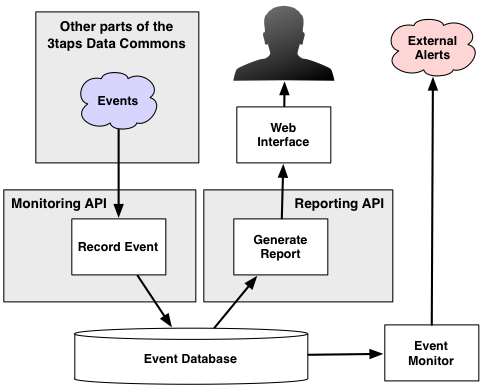 Other parts of the
3taps Data Commons
Events
External
Alerts
Web
Interface
Monitoring API
Reporting API
Record Event
Generate
Report
Event Database
Event
Monitor